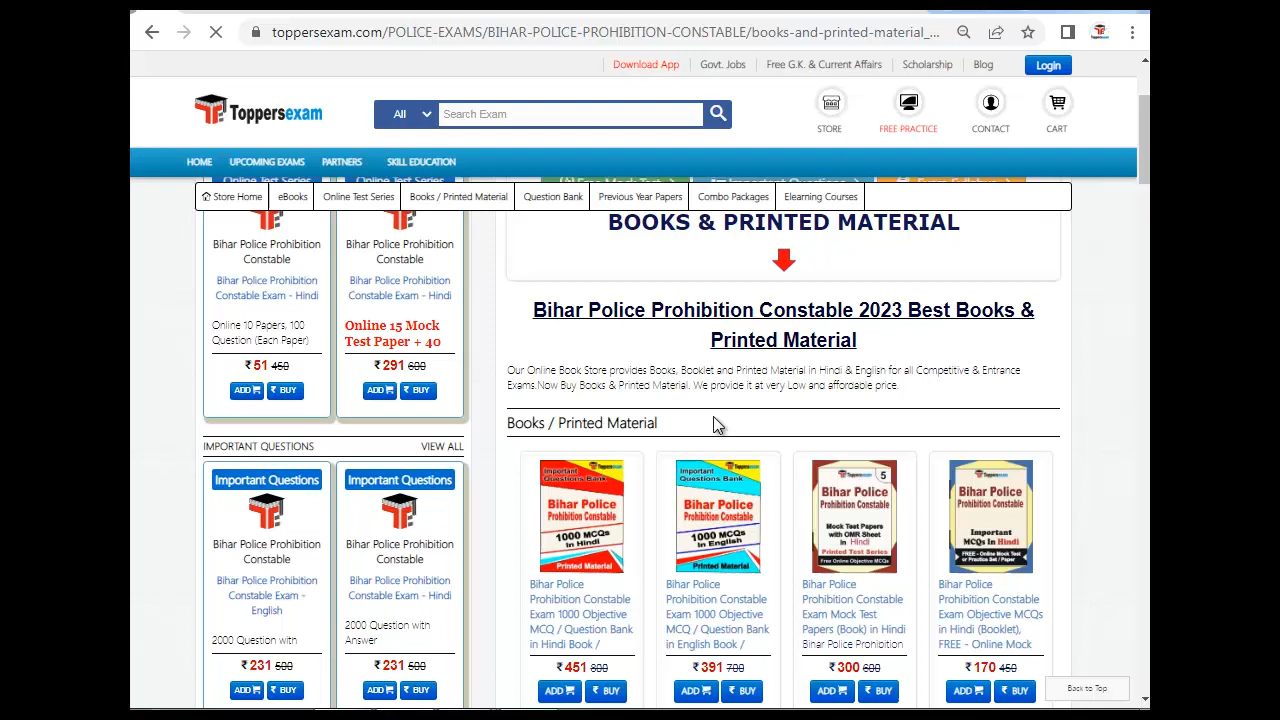 toppersexam.com/POLICE-EXAMS/BIHAR-POLICE-PROHIBITION-CONSTABLE/books-and-printed-material_...
Download App
Govt. Jobs
Free G.K. & Current Affairs
Scholarship
Blog
Login
Toppersexam
All
Search Exam
STORE
FREE PRACTICE
CONTACT
CART
HOME
UPCOMING EXAMS
PARTNERS
SKILL EDUCATION
Store Home
eBooks
Online Test Series
Books / Printed Material
Question Bank
Previous Year Papers
Combo Packages
Elearning Courses
Bihar Police Prohibition
Constable
Bihar Police Prohibition
Constable Exam - Hindi
Online 10 Papers, 100
Question (Each Paper)
₹ 51 450
ADD
₹ BUY
Bihar Police Prohibition
Constable
Bihar Police Prohibition
Constable Exam - Hindi
Online 15 Mock
Test Paper + 40
₹ 291 600
ADD
₹ BUY
IMPORTANT QUESTIONS
VIEW ALL
Important Questions
Bihar Police Prohibition
Constable
Bihar Police Prohibition
Constable Exam -
English
2000 Question with
₹ 231 500
ADD
₹ BUY
Important Questions
Bihar Police Prohibition
Constable
Bihar Police Prohibition
Constable Exam - Hindi
2000 Question with
Answer
₹ 231 500
ADD
₹ BUY
BOOKS & PRINTED MATERIAL
Bihar Police Prohibition Constable 2023 Best Books &
Printed Material
Our Online Book Store provides Books, Booklet and Printed Material in Hindi & English for all Competitive & Entrance
Exams.Now Buy Books & Printed Material. We provide it at very Low and affordable price.
Books / Printed Material
Important
Questions Bank
Bihar Police
Prohibition Constable
1000 MCQs
In Hindi
Printed Material
Bihar Police
Prohibition Constable
Exam 1000 Objective
MCQ / Question Bank
in Hindi Book /
₹ 451 800
ADD
₹ BUY
Important
Questions Bank
Bihar Police
Prohibition Constable
1000 MCQs
In English
Printed Material
Bihar Police
Prohibition Constable
Exam 1000 Objective
MCQ / Question Bank
in English Book /
₹ 391 700
ADD
₹ BUY
Toppersexam
5
Bihar Police
Prohibition Constable
Mock Test Papers
with OMR Sheet
In Hindi
Printed Test Series
Free Online Objective MCQs
Bihar Police
Prohibition Constable
Exam Mock Test
Papers (Book) in Hindi
Bihar Police Prohibition
₹ 300 600
ADD
₹ BUY
Toppersexam
Bihar Police
Prohibition Constable
Important
MCQs In Hindi
FREE - Online Mock Test
or Practice Set / Paper
Bihar Police
Prohibition Constable
Exam Objective MCQs
in Hindi (Booklet),
FREE - Online Mock
₹ 170 450
ADD
₹ BUY
Back to Top